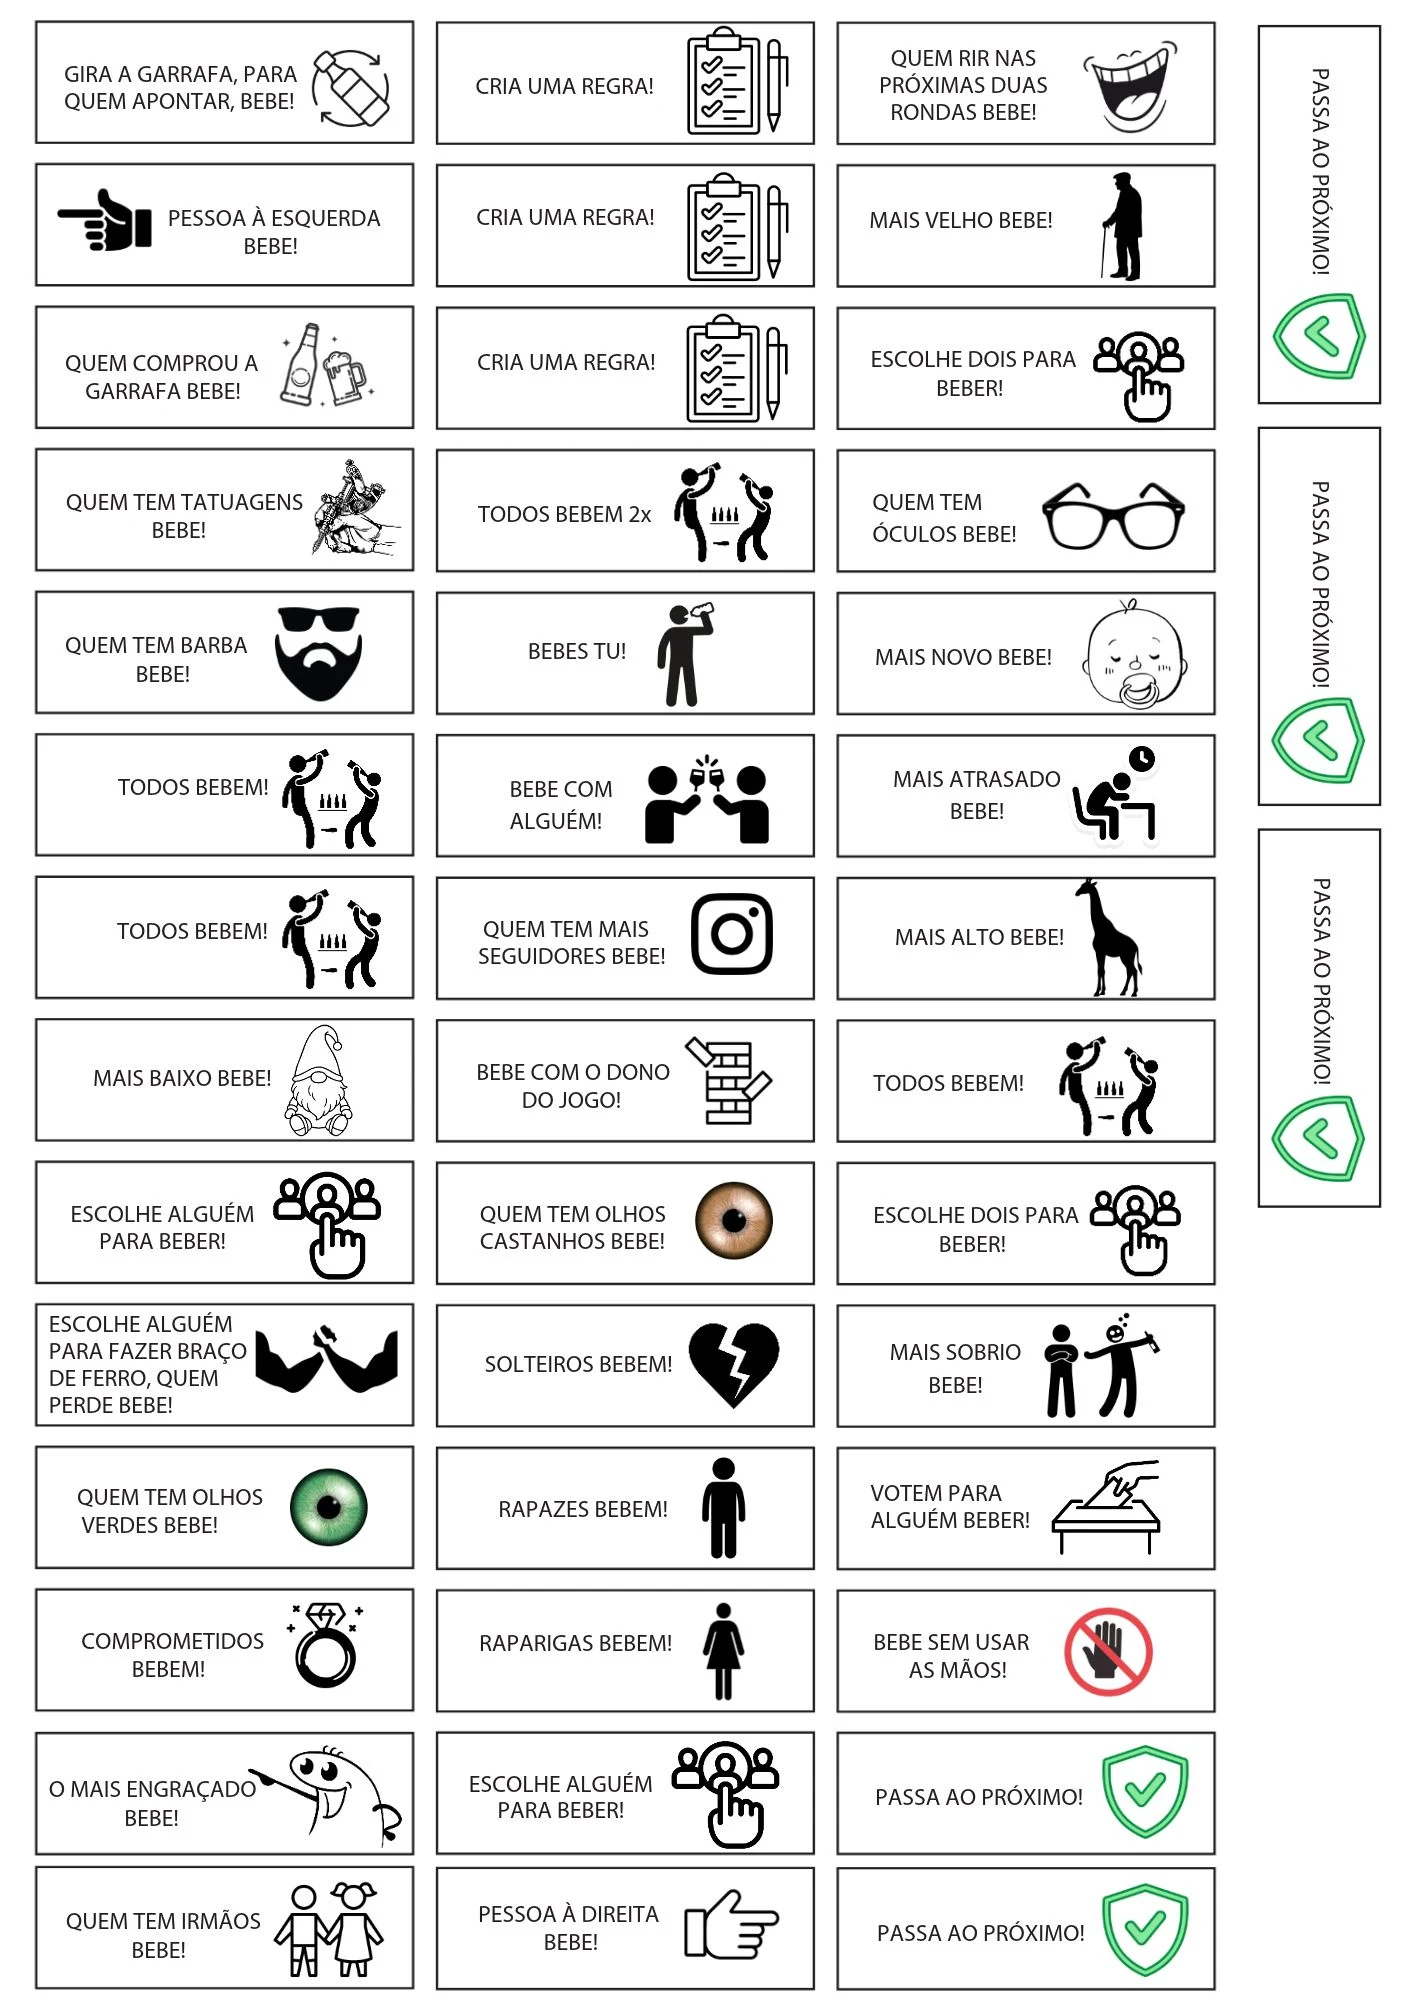 GIRA A GARRAFA, PARA
QUEM APONTAR, BEBE!
CRIA UMA REGRA!
QUEM RIR NAS
PRÓXIMAS DUAS
RONDAS BEBE!
PESSOA À ESQUERDA
BEBE!
CRIA UMA REGRA!
MAIS VELHO BEBE!
QUEM COMPROU A
GARRAFA BEBE!
CRIA UMA REGRA!
ESCOLHE DOIS PARA
BEBER!
QUEM TEM TATUAGENS
BEBE!
TODOS BEBEM 2x
QUEM TEM
ÓCULOS BEBE!
QUEM TEM BARBA
BEBE!
BEBES TU!
MAIS NOVO BEBE!
TODOS BEBEM!
BEBE COM
ALGUÉM!
MAIS ATRASADO
BEBE!
TODOS BEBEM!
QUEM TEM MAIS
SEGUIDORES BEBE!
MAIS ALTO BEBE!
MAIS BAIXO BEBE!
BEBE COM O DONO
DO JOGO!
TODOS BEBEM!
ESCOLHE ALGUÉM
PARA BEBER!
QUEM TEM OLHOS
CASTANHOS BEBE!
ESCOLHE DOIS PARA
BEBER!
ESCOLHE ALGUÉM
PARA FAZER BRAÇO
DE FERRO, QUEM
PERDE BEBE!
SOLTEIROS BEBEM!
MAIS SOBRIO
BEBE!
QUEM TEM OLHOS
VERDES BEBE!
RAPAZES BEBEM!
VOTEM PARA
ALGUÉM BEBER!
COMPROMETIDOS
BEBEM!
RAPARIGAS BEBEM!
BEBE SEM USAR
AS MÃOS!
O MAIS ENGRAÇADO
BEBE!
ESCOLHE ALGUÉM
PARA BEBER!
PASSA AO PRÓXIMO!
QUEM TEM IRMÃOS
BEBE!
PESSOA À DIREITA
BEBE!
PASSA AO PRÓXIMO!
PASSA AO PRÓXIMO!
PASSA AO PRÓXIMO!
PASSA AO PRÓXIMO!